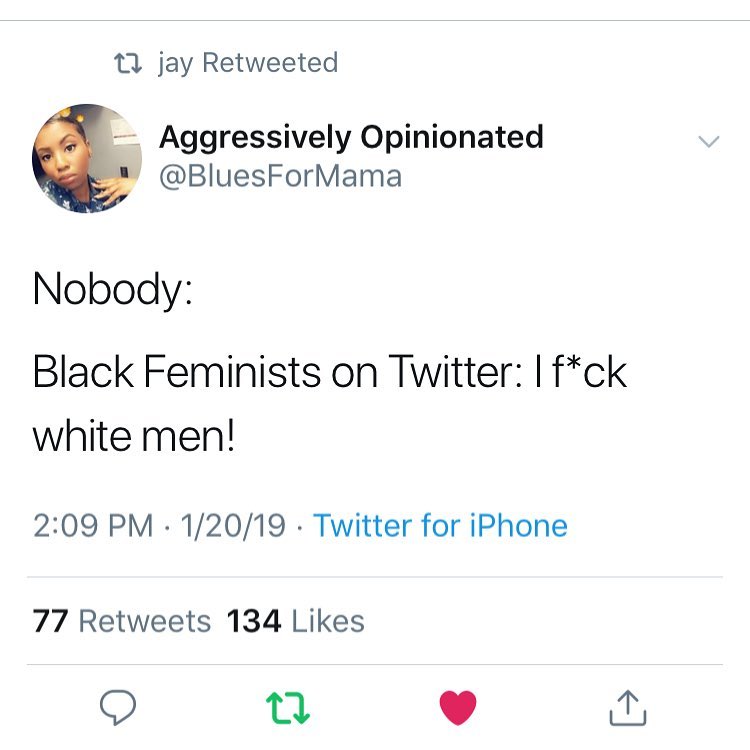 jay Retweeted
Aggressively Opinionated
@BluesForMama
Nobody:
Black Feminists on Twitter: I f*ck
white men!
2:09 PM · 1/20/19 · Twitter for iPhone
77 Retweets 134 Likes